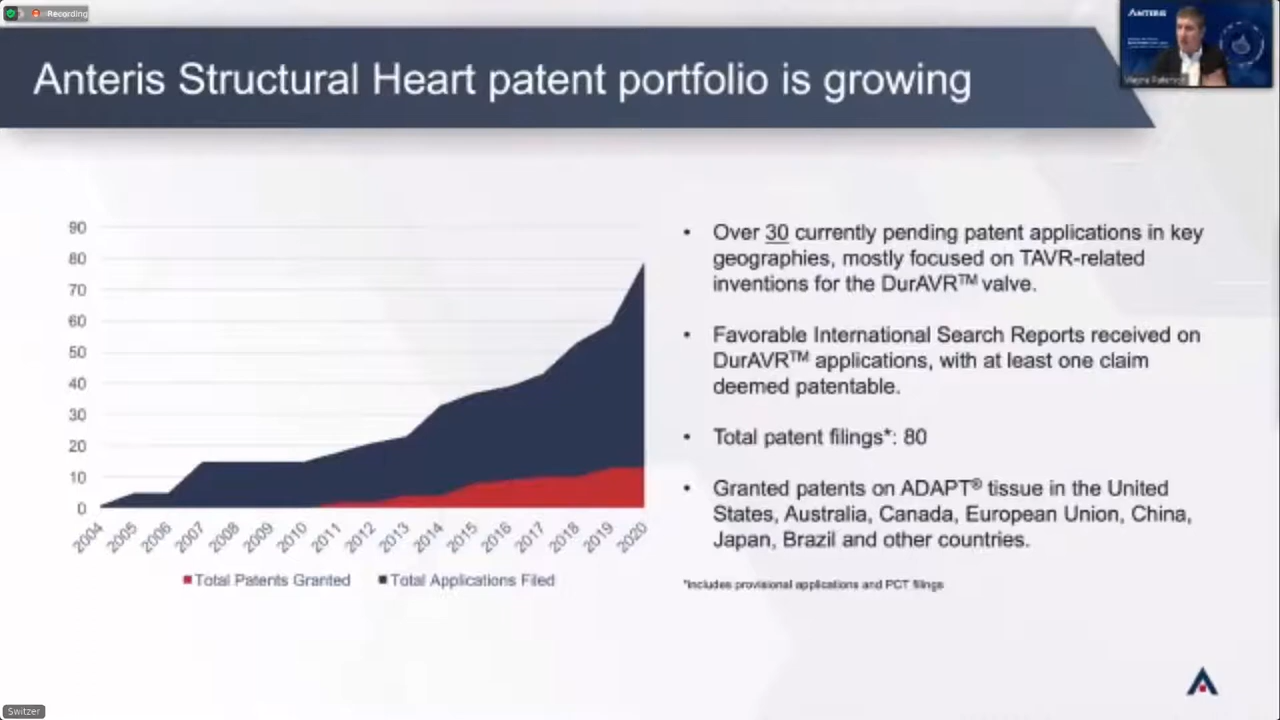 Recording
ANTERIS
Anteris Structural Heart patent portfolio is growing
90
80
70
60
50
40
30
20
10
0
2004
2005
2006
2007
2008
2009
2010
2011
2012
2013
2014
2015
2016
2017
2018
2019
2020
Total Patents Granted
Total Applications Filed
• Over 30 currently pending patent applications in key
geographies, mostly focused on TAVR-related
inventions for the DurAVR™ valve.
• Favorable International Search Reports received on
DurAVR™ applications, with at least one claim
deemed patentable.
• Total patent filings*: 80
• Granted patents on ADAPT® tissue in the United
States, Australia, Canada, European Union, China,
Japan, Brazil and other countries.
*Includes provisional applications and PCT filings
Switzer